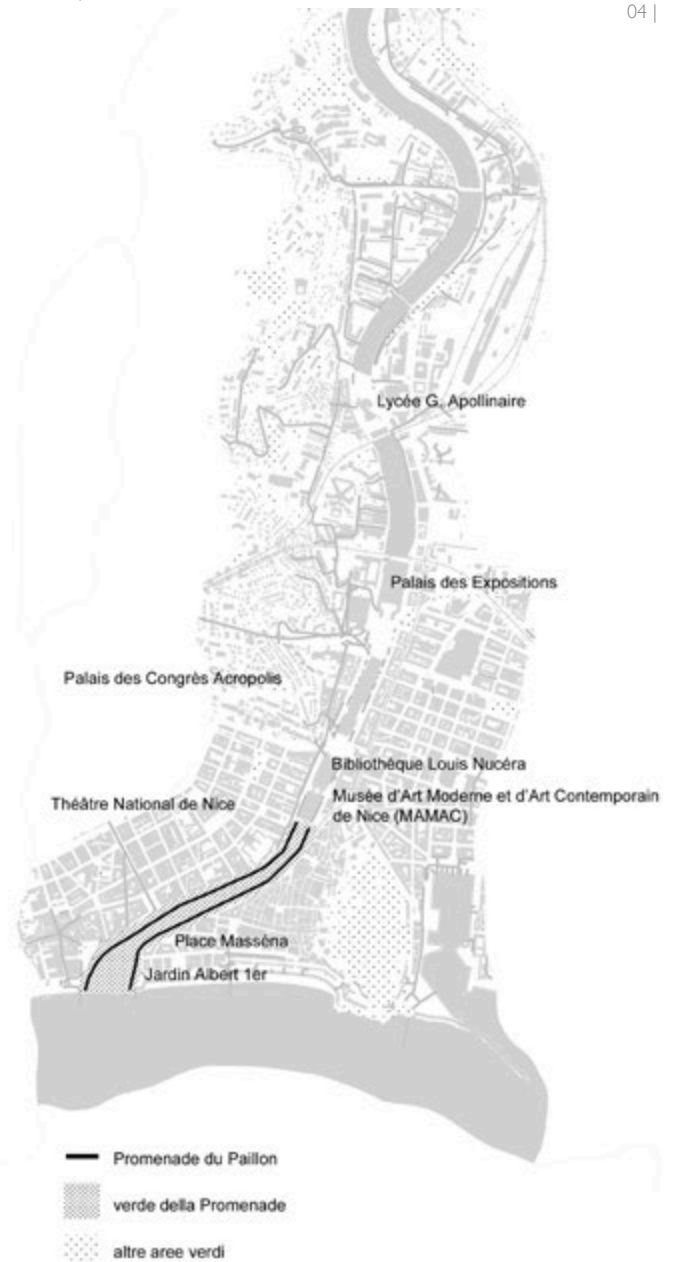 04 |
Lycée G. Apollinaire
Palais des Expositions
Palais des Congrès Acropolis
Bibliothéque Louis Nucéra
Théâtre National de Nice
Musée d'Art Moderne et d'Art Contemporain
de Nice (MAMAC)
Place Masséna
Jardin Albert 1er
Promenade du Paillon
verde della Promenade
altre aree verdi